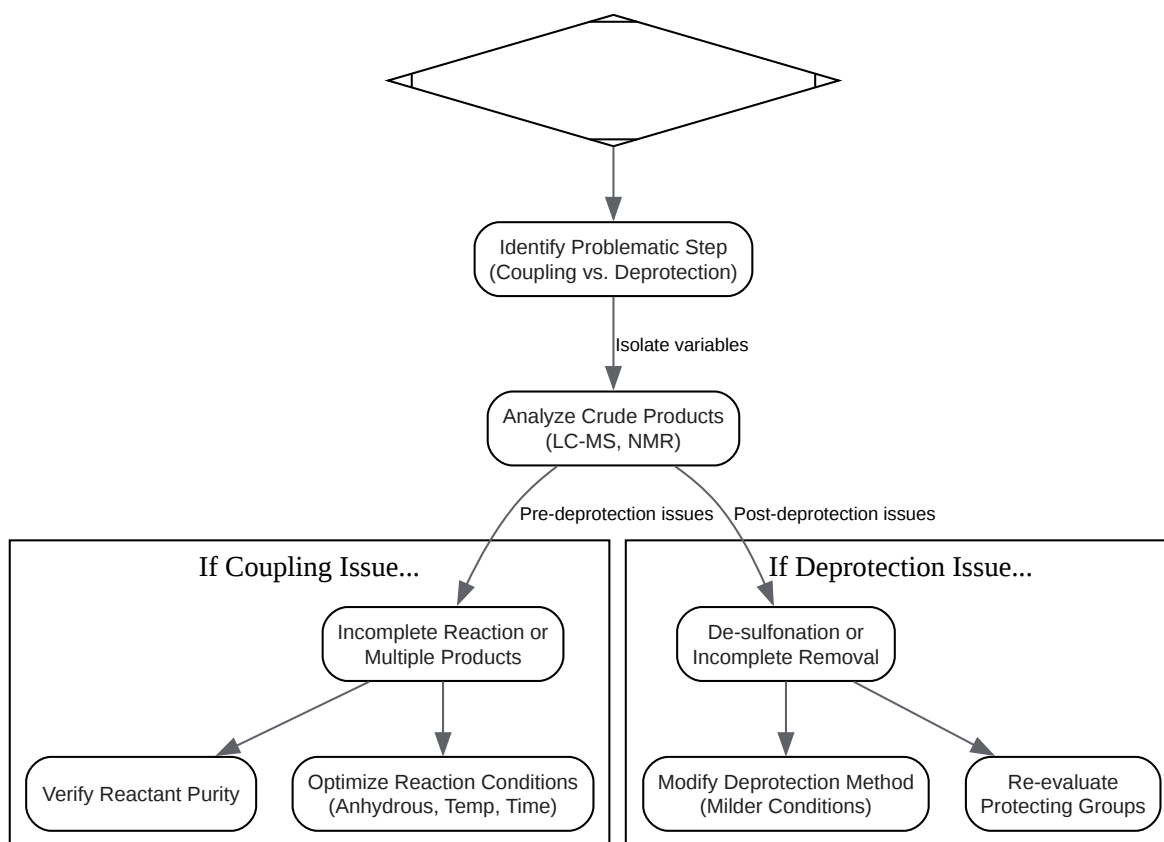 Identify Problematic Step
(Coupling vs. Deprotection)
Isolate variables
Analyze Crude Products
(LC-MS, NMR)
Pre-deprotection issues
Post-deprotection issues
If Coupling Issue...
If Deprotection Issue...
Incomplete Reaction or
Multiple Products
De-sulfonation or
Incomplete Removal
Verify Reactant Purity
Optimize Reaction Conditions
(Anhydrous, Temp, Time)
Modify Deprotection Method
(Milder Conditions)
Re-evaluate
Protecting Groups